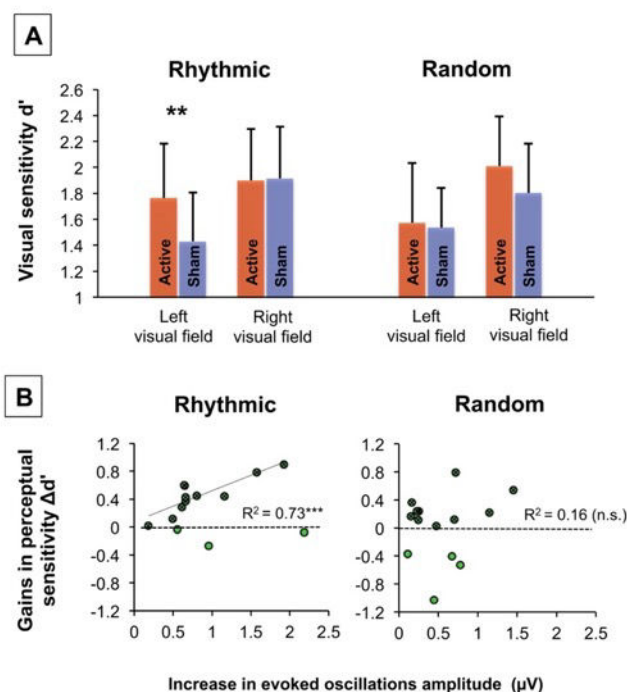 A
Rhythmic
Random
Visual sensitivity d'
2.6
2.4
2.2
2
1.8
1.6
1.4
1.2
1
**
Active
Sham
Active
Sham
Active
Sham
Active
Sham
Left
visual field
Right
visual field
Left
visual field
Right
visual field
B
Rhythmic
Random
Gains in perceptual
sensitivity Δd'
1.2
0.8
0.4
0
-0.4
-0.8
-1.2
R² = 0.73***
0
0.5
1
1.5
2
2.5
1.2
0.8
0.4
0
-0.4
-0.8
-1.2
R² = 0.16 (n.s.)
0
0.5
1
1.5
2
2.5
Increase in evoked oscillations amplitude (µV)